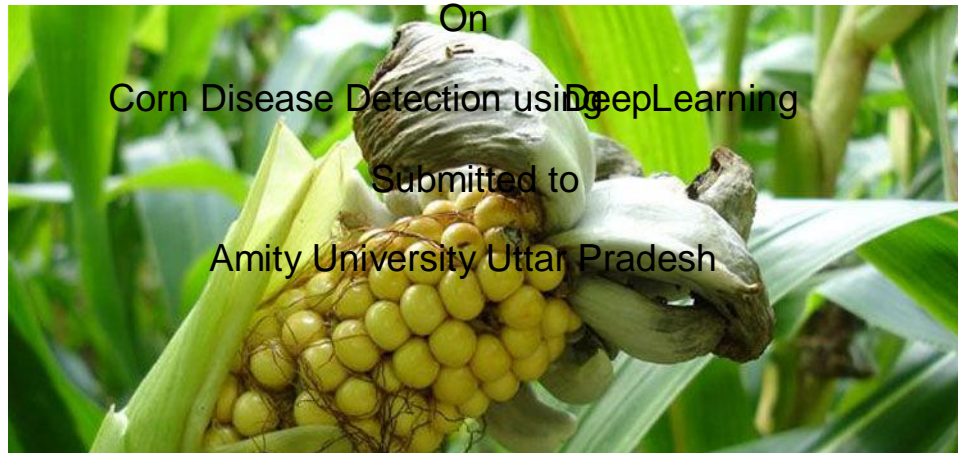 On
Corn Disease Detection using DeepLearning
Submitted to
Amity University Uttar Pradesh